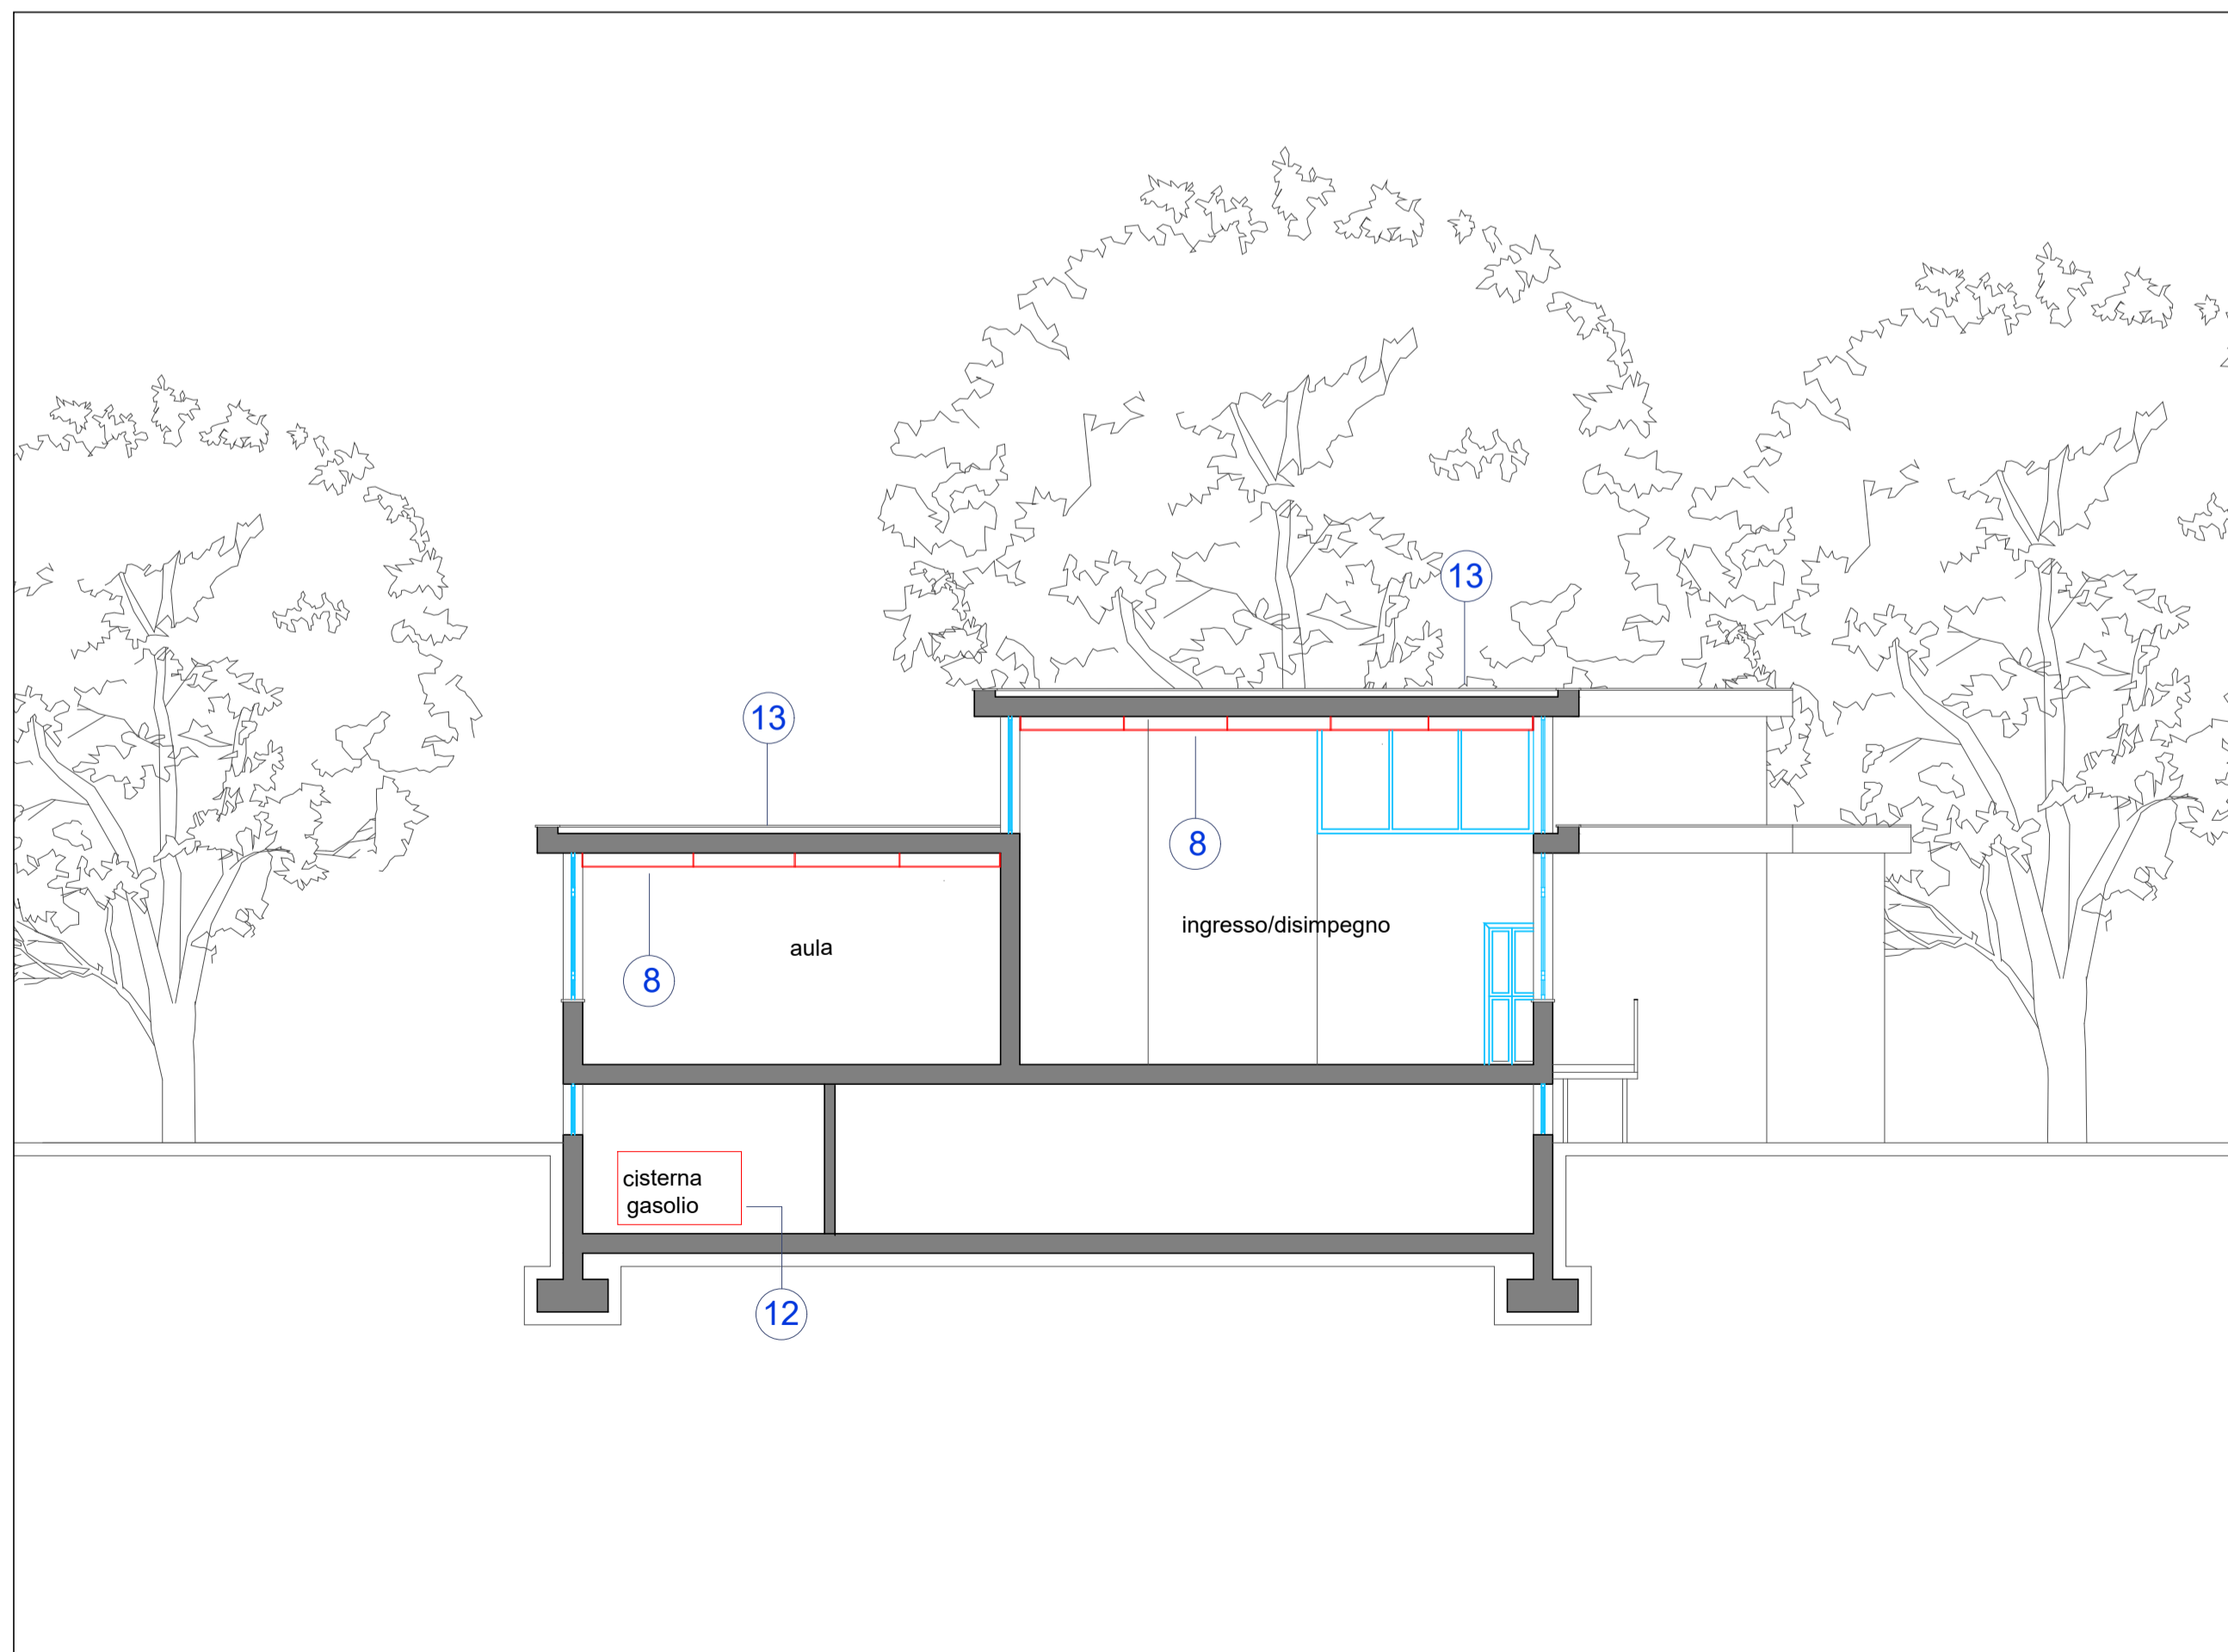 13
13
8
ingresso/disimpegno
aula
8
cisterna
gasolio
12